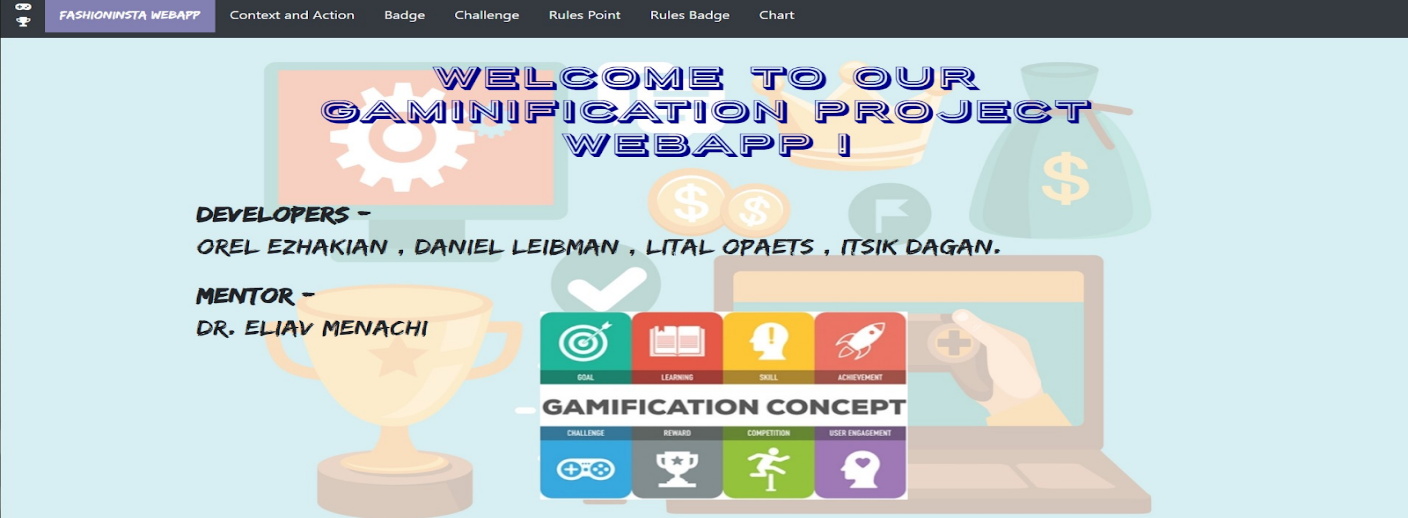 FASHIONINSTA WEBAPP Context and Action Badge Challenge Rules Point Rules Badge Chart
WELCOME TO OUR
GAMINIFICATION PROJECT
WEBAPP !
DEVELOPERS -
OREL EZHAKIAN , DANIEL LEIBMAN , LITAL OPAETS , ITSIK DAGAN.
MENTOR -
DR. ELIAV MENACHI
GOAL LEARNING SKILL ACHIEVEMENT
GAMIFICATION CONCEPT
CHALLENGE REWARD COMPETITION USER ENGAGEMENT